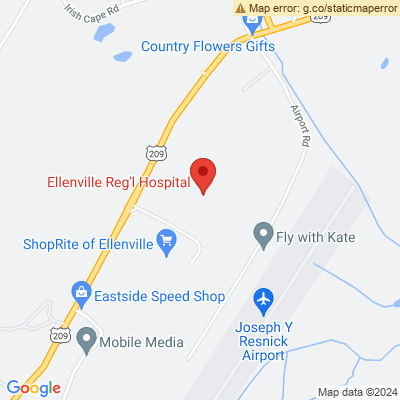 Irish Cape Rd
Map error: g.co/staticmaperror
209
Country Flowers Gifts
Airport Rd
209
Ellenville Reg'l Hospital
ShopRite of Ellenville
Fly with Kate
Eastside Speed Shop
Joseph Y
Resnick
Airport
209
Mobile Media
Google
Map data ©2024